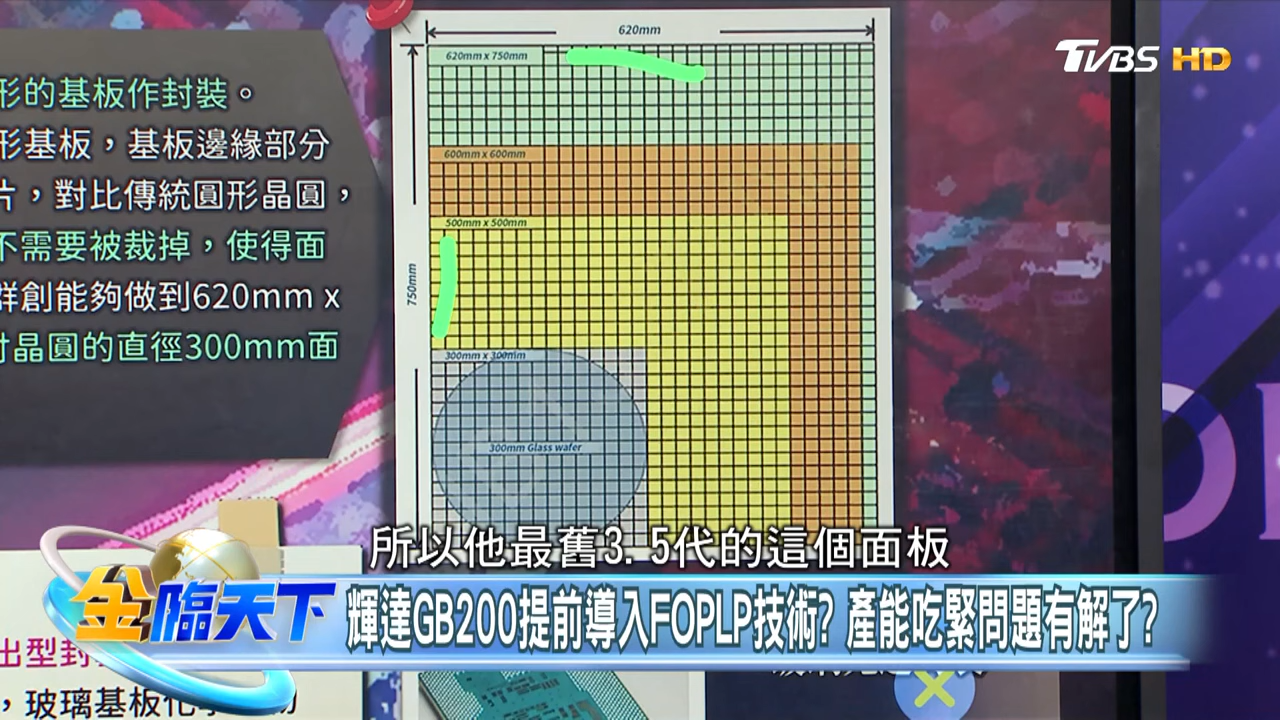 620mm
TVBS HD
620mm x 750mm
形的基板作封裝。
形基板，基板邊緣部分
片，對比傳統圓形晶圓，
不需要被裁掉，使得面
群創能夠做到620mm x
寸晶圓的直徑300mm面
600mm x 600mm
500mm x 500mm
750mm
300mm x 300mm
300mm Glass wafer
所以他最舊3.5代的這個面板
金臨天下
輝達GB200提前導入FOPLP技術? 產能吃緊問題有解了?
出型封
，玻璃基板化